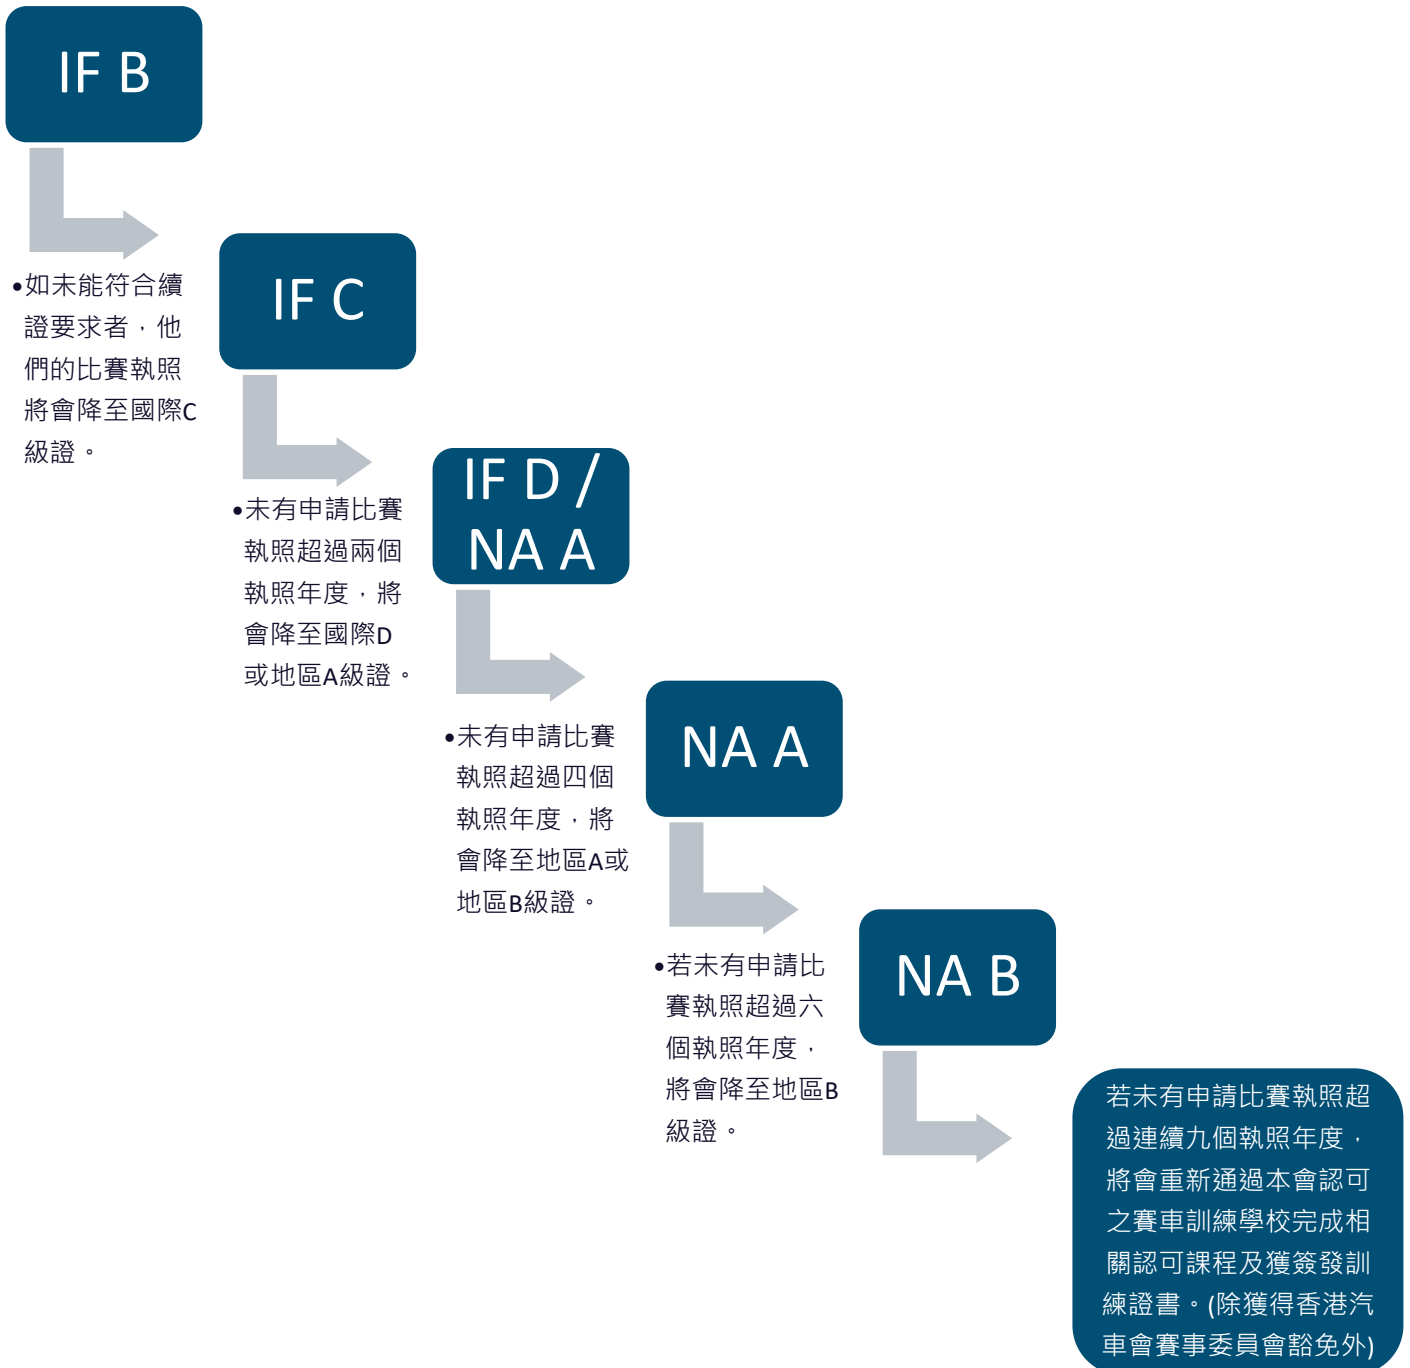 IF B
•如未能符合續
證要求者，他
們的比賽執照
將會降至國際C
級證。
IF C
•未有申請比賽
執照超過兩個
執照年度，將
會降至國際D
或地區A級證。
IF D /
NA A
•未有申請比賽
執照超過四個
執照年度，將
會降至地區A或
地區B級證。
NA A
•若未有申請比
賽執照超過六
個執照年度，
將會降至地區B
級證。
NA B
若未有申請比賽執照超
過連續九個執照年度，
將會重新通過本會認可
之賽車訓練學校完成相
關認可課程及獲簽發訓
練證書。(除獲得香港汽
車會賽事委員會豁免外)